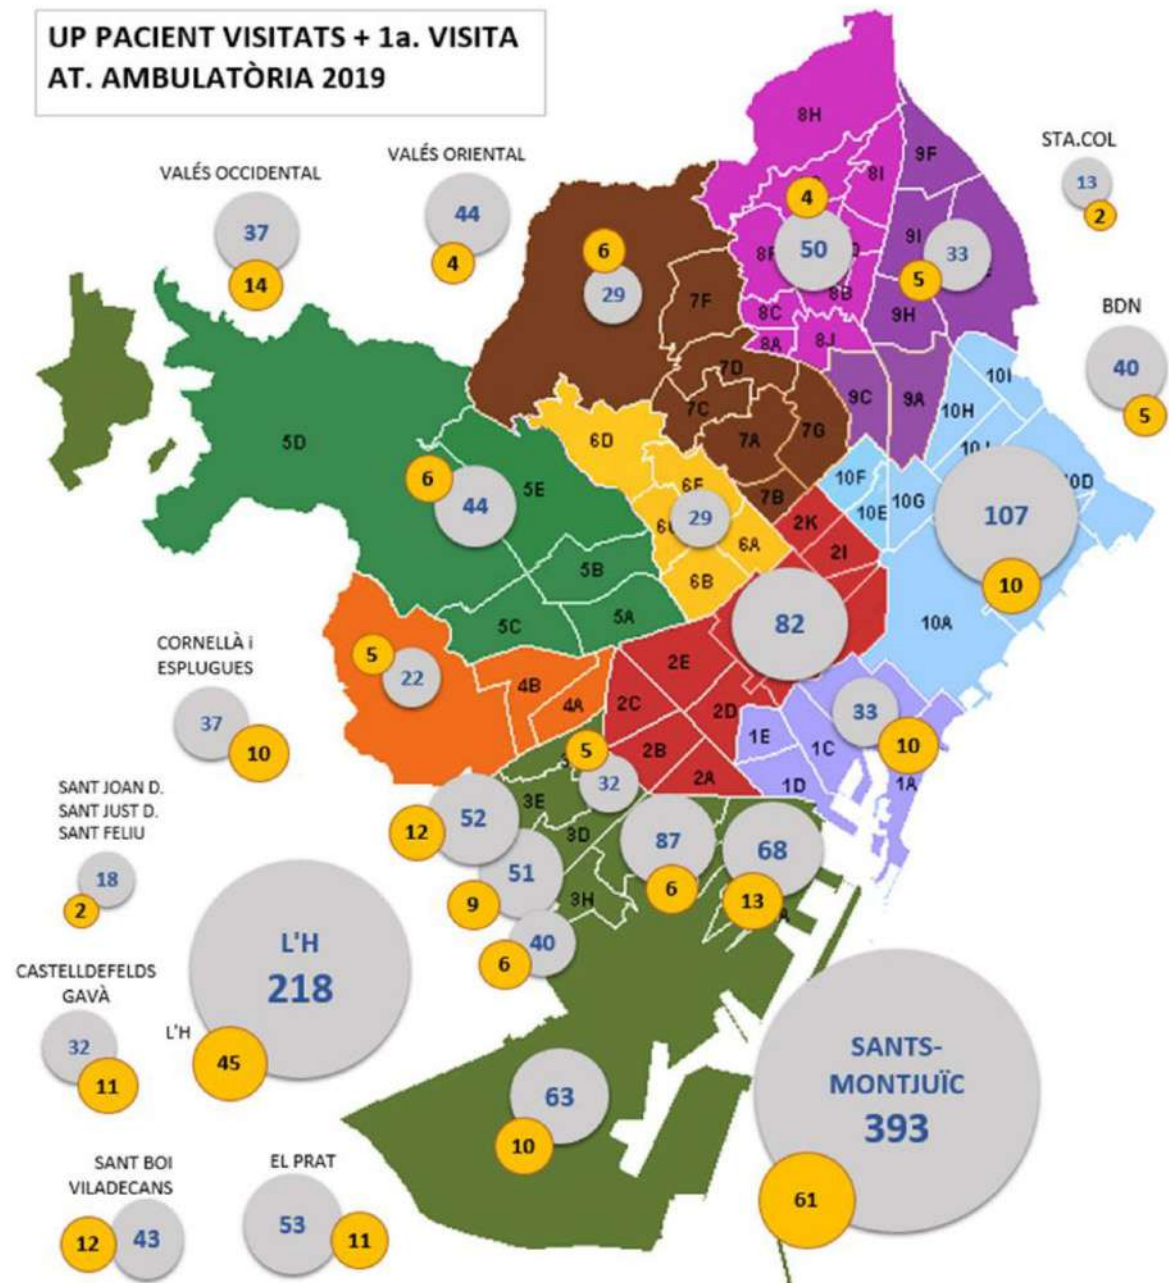 UP PACIENT VISITATS + 1a. VISITA
AT. AMBULATÒRIA 2019
VALÉS OCCIDENTAL
37
14
VALÉS ORIENTAL
44
4
STA.COL
13
2
BDN
40
5
8H
8I
4
50
8B
8C
8A
8J
9F
9I
33
5
9H
9C
9A
6
29
7F
7D
7C
7A
7G
7B
10I
10H
10D
10F
10E
10G
107
10
10A
5D
5E
6
44
5B
5C
5A
6D
6E
29
6A
6B
2K
2I
82
2E
2C
2D
2B
2A
5
22
4B
4A
33
10
1E
1C
1D
1A
CORNELLÀ i
ESPLUGUES
37
10
5
32
3E
3D
3H
52
12
51
9
40
6
87
6
68
13
SANT JOAN D.
SANT JUST D.
SANT FELIU
18
2
L'H
218
L'H
45
CASTELLDEFELDS
GAVÀ
32
11
63
10
SANTS-
MONTJUÏC
393
61
SANT BOI
VILADECANS
12
43
EL PRAT
53
11